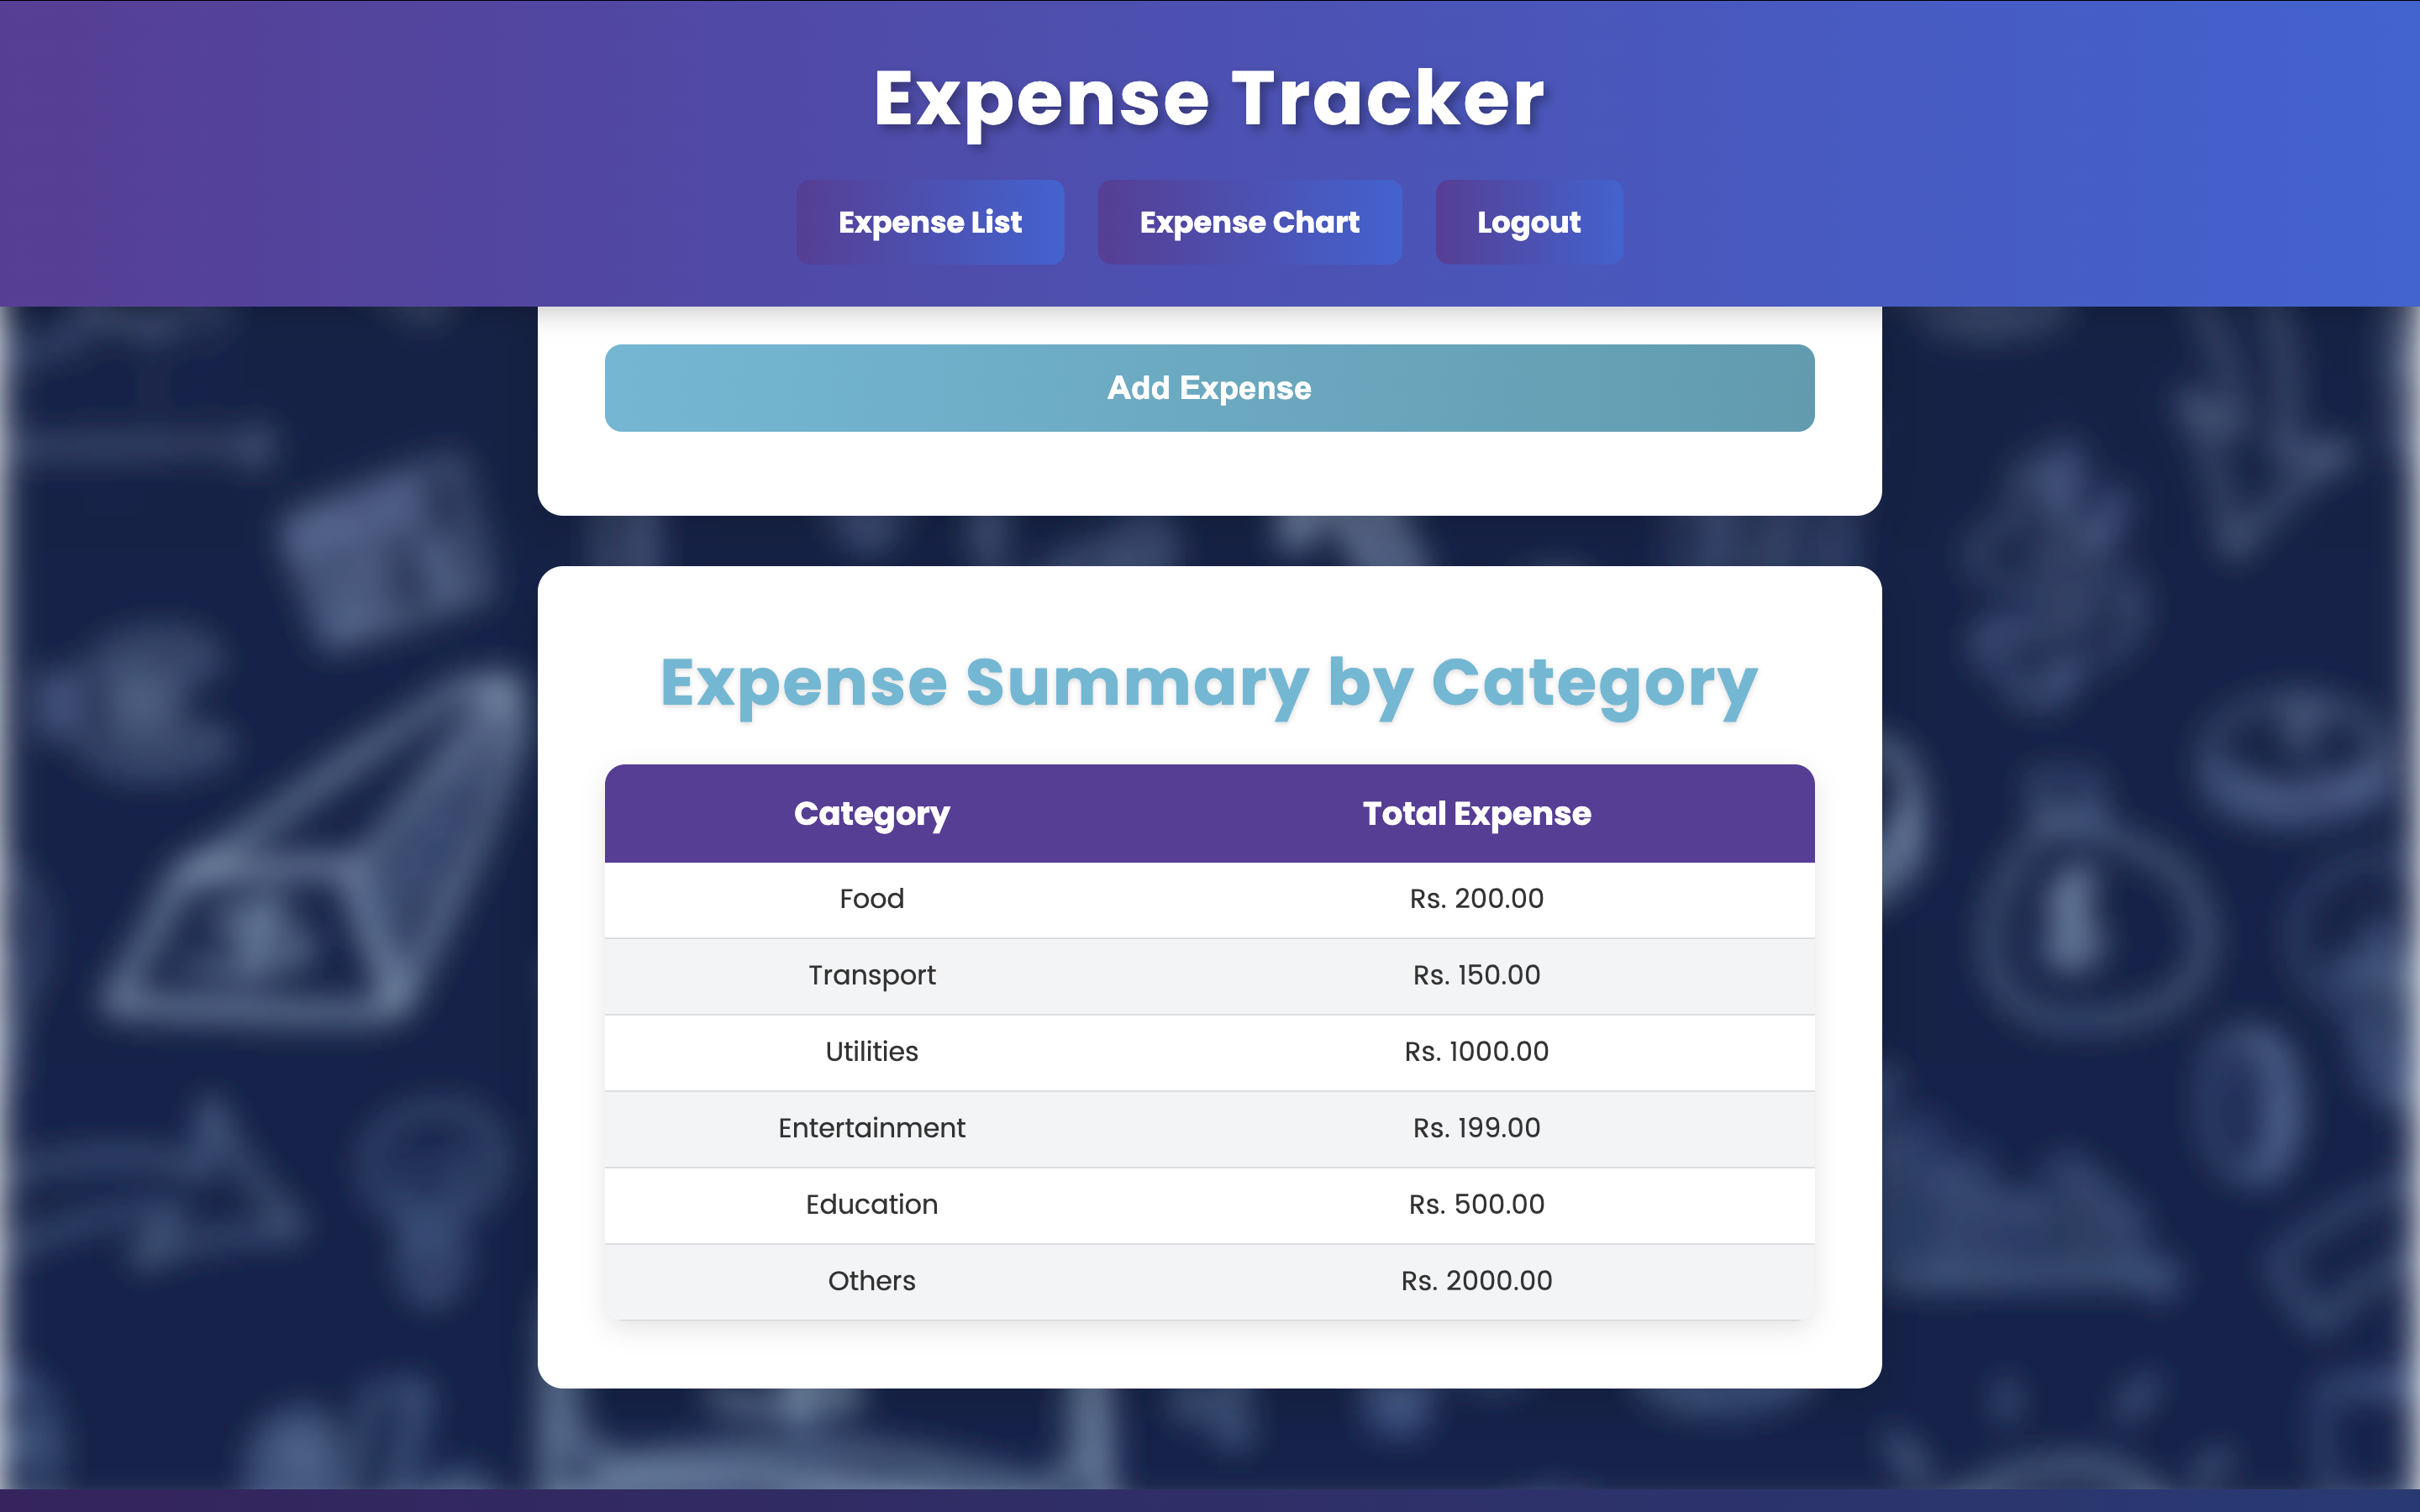 Expense Tracker
Expense List Expense Chart Logout
Add Expense
Expense Summary by Category
Category Total Expense
Food Rs. 200.00
Transport Rs. 150.00
Utilities Rs. 1000.00
Entertainment Rs. 199.00
Education Rs. 500.00
Others Rs. 2000.00